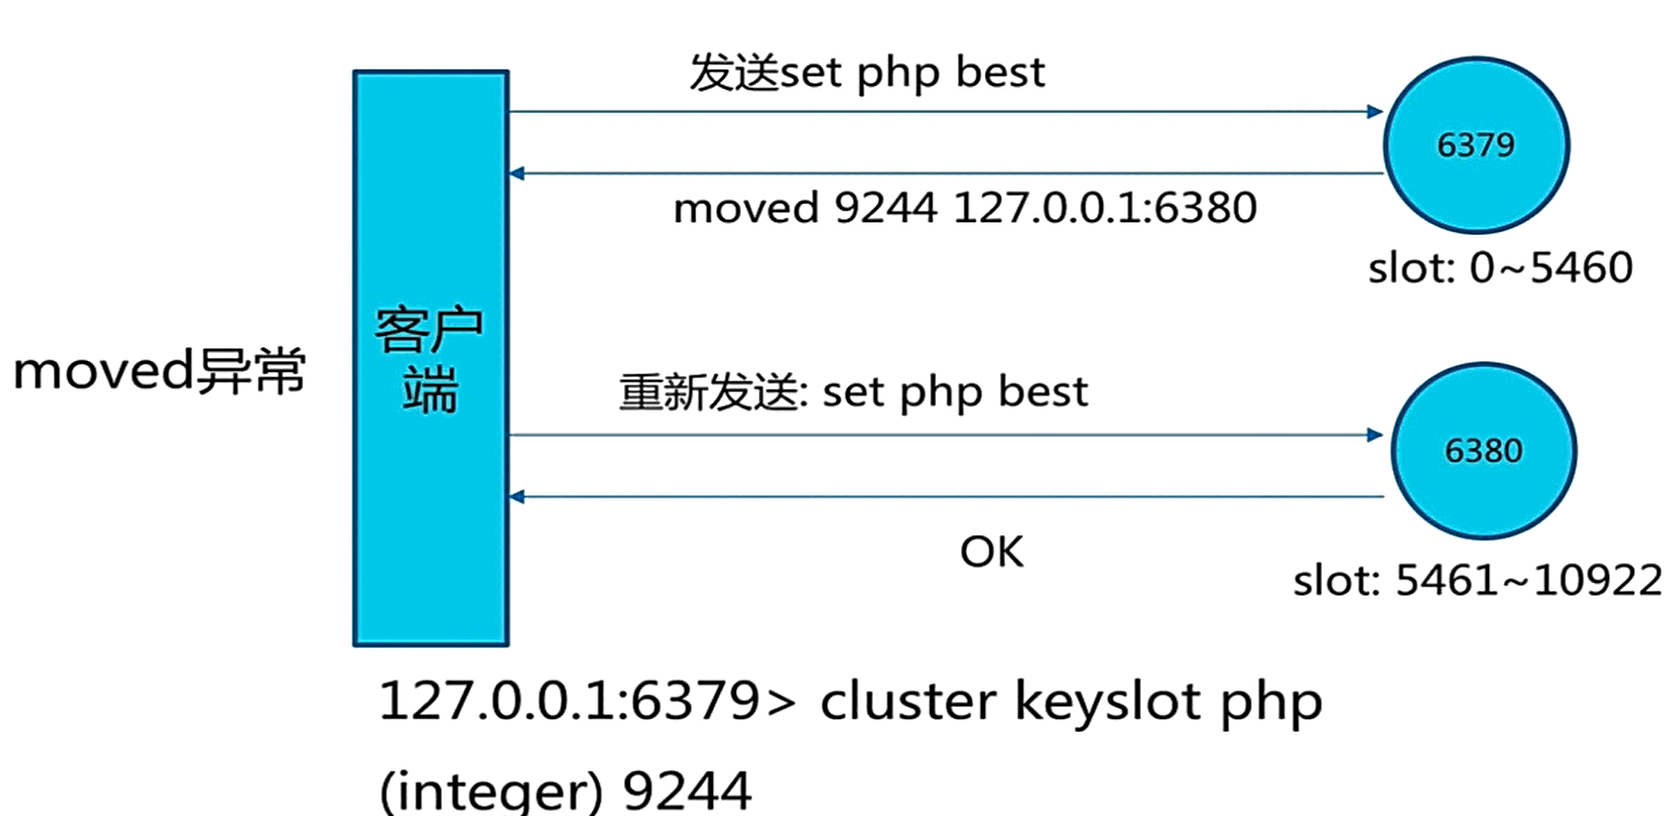 发送set php best
6379
moved 9244 127.0.0.1:6380
slot: 0~5460
moved异常
客户
端
重新发送: set php best
6380
OK
slot: 5461~10922
127.0.0.1:6379> cluster keyslot php
(integer) 9244